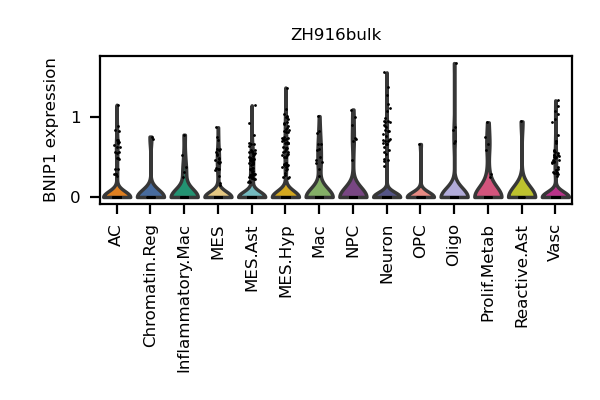 ZH916bulk
BNIP1 expression
1
0
AC
Chromatin.Reg
Inflammatory.Mac
MES
MES.Ast
MES.Hyp
Mac
NPC
Neuron
OPC
Oligo
Prolif.Metab
Reactive.Ast
Vasc